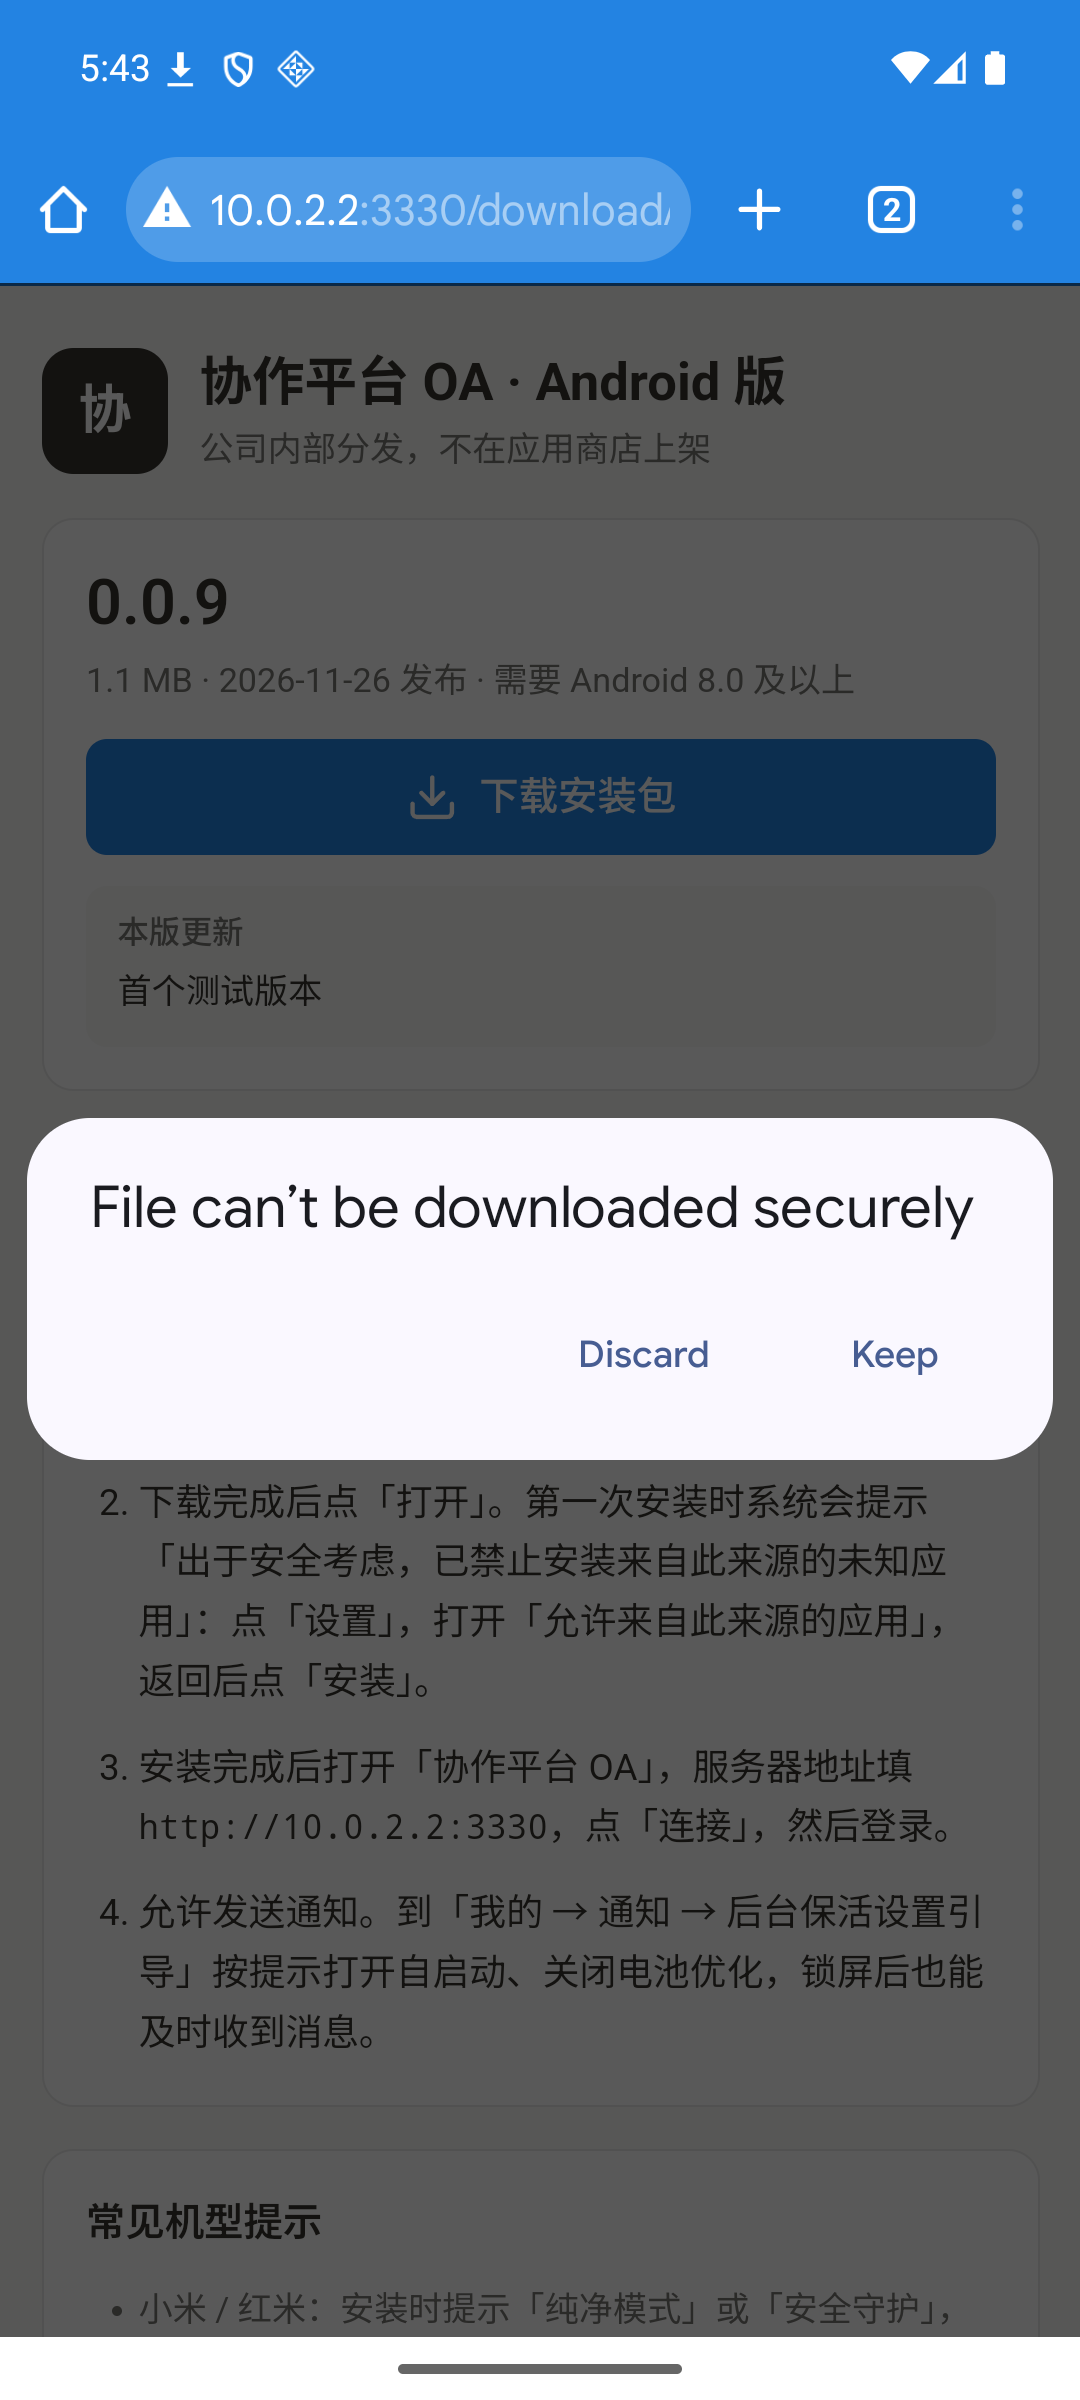 5:43
10.0.2.2:3330/download/
2
协
协作平台 OA · Android 版
公司内部分发，不在应用商店上架
0.0.9
1.1 MB · 2026-11-26 发布 · 需要 Android 8.0 及以上
下载安装包
本版更新
首个测试版本
File can’t be downloaded securely
Discard
Keep
2. 下载完成后点「打开」。第一次安装时系统会提示
「出于安全考虑，已禁止安装来自此来源的未知应
用」：点「设置」，打开「允许来自此来源的应用」，
返回后点「安装」。
3. 安装完成后打开「协作平台 OA」，服务器地址填
http://10.0.2.2:3330，点「连接」，然后登录。
4. 允许发送通知。到「我的 → 通知 → 后台保活设置引
导」按提示打开自启动、关闭电池优化，锁屏后也能
及时收到消息。
常见机型提示
• 小米 / 红米：安装时提示「纯净模式」或「安全守护」，